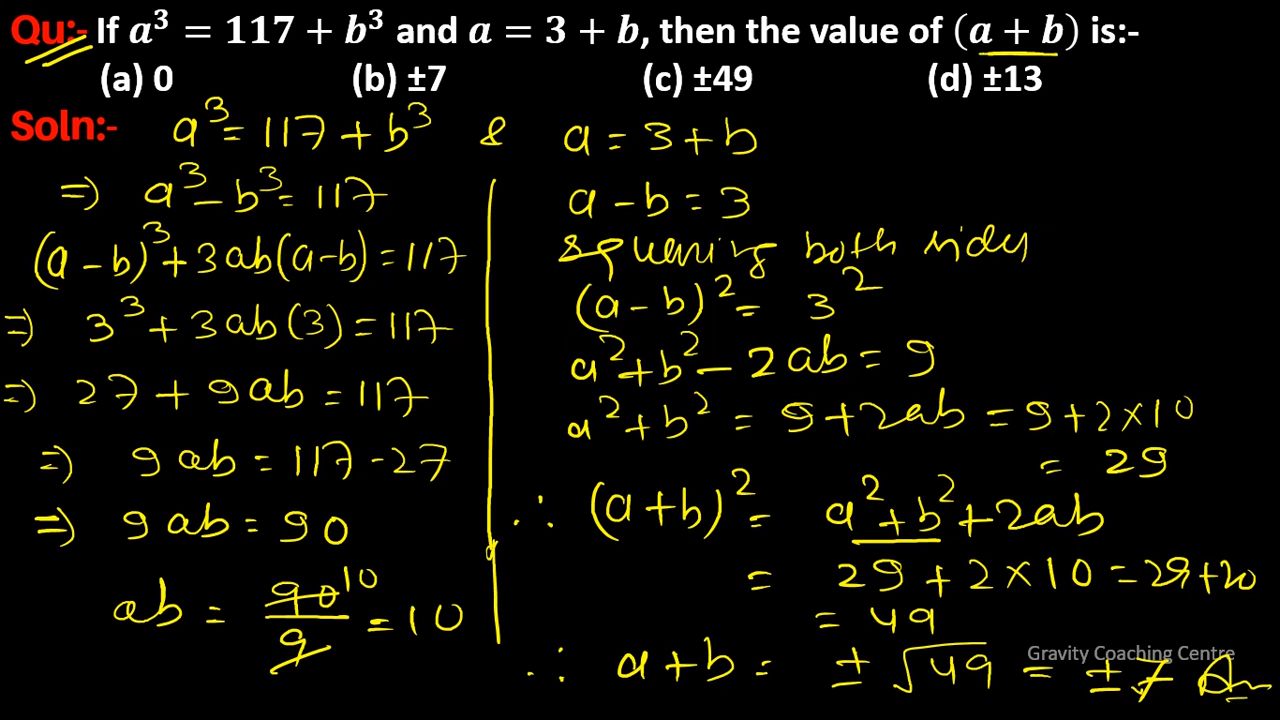 Qu:- If a³ = 117 + b³ and a = 3 + b, then the value of (a + b) is:-
(a) 0 (b) ±7 (c) ±49 (d) ±13
Soln:- a³ = 117 + b³ & a = 3 + b
⇒ a³ - b³ = 117
(a - b)³ + 3ab(a-b) = 117
⇒ 3³ + 3ab(3) = 117
⇒ 27 + 9ab = 117
⇒ 9ab = 117 - 27
⇒ 9ab = 90
ab = 90/9 10 = 10
a - b = 3
squaring both sides
(a - b)² = 3²
a² + b² - 2ab = 9
a² + b² = 9 + 2ab = 9 + 2×10
= 29
∴ (a + b)² = a² + b² + 2ab
= 29 + 2 × 10 = 29 + 20
= 49
∴ a + b = ± √49 = ± 7 An
Gravity Coaching Centre